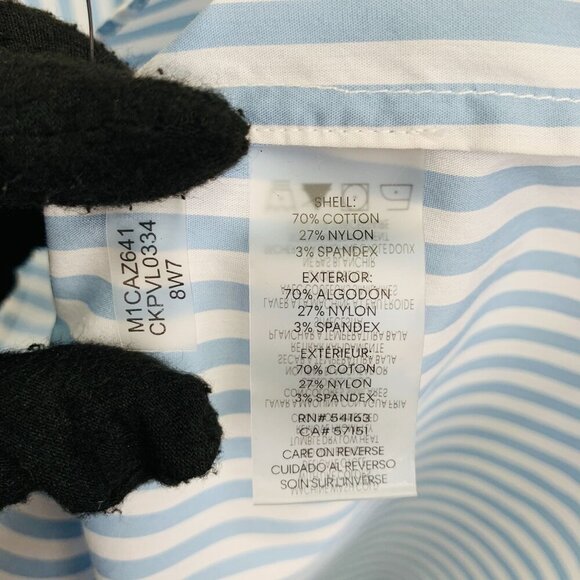 M1CAZ641
CKPVL0334
8W7
SHELL:
70% COTTON
27% NYLON
3% SPANDEX
EXTERIOR:
70% ALGODON
27% NYLON
3% SPANDEX
EXTÉRIEUR:
70% COTON
27% NYLON
3% SPANDEX
RN# 54163
CA# 57151
CARE ON REVERSE
CUIDADO AL REVERSO
SOIN SUR L'INVERSE